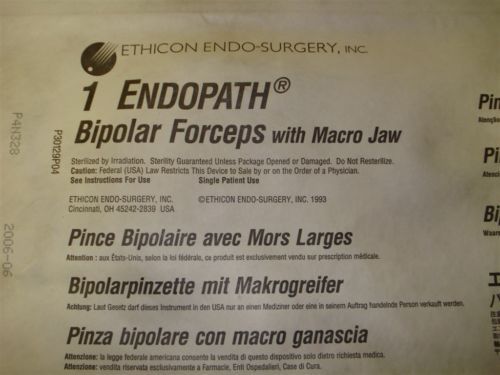 ETHICON ENDO-SURGERY, INC.
1 ENDOPATH®
Bipolar Forceps with Macro Jaw
Sterilized by Irradiation. Sterility Guaranteed Unless Package Opened or Damaged. Do Not Resterilize.
Caution: Federal (USA) Law Restricts This Device to Sale by or on the Order of a Physician.
See Instructions For Use Single Patient Use
ETHICON ENDO-SURGERY, INC. ©ETHICON ENDO-SURGERY, INC. 1993
Cincinnati, OH 45242-2839 USA
Pince Bipolaire avec Mors Larges
Attention : aux États-Unis, selon la loi fédérale, ce produit est exclusivement vendu sur prescription médicale.
Bipolarpinzette mit Makrogreifer
Achtung: Laut Gesetz darf dieses Instrument in den USA nur an einen Mediziner oder eine in seinem Auftrag handelnde Person verkauft werden.
Pinza bipolare con macro ganascia
Attenzione: la legge federale americana consente la vendita di questo dispositivo solo dietro richiesta medica.
Attenzione: vendita riservata esclusivamente a Farmacie, Enti Ospedalieri, Case di Cura.
P4N328
2006-06
P30129P04
Pin
Pi
Bi